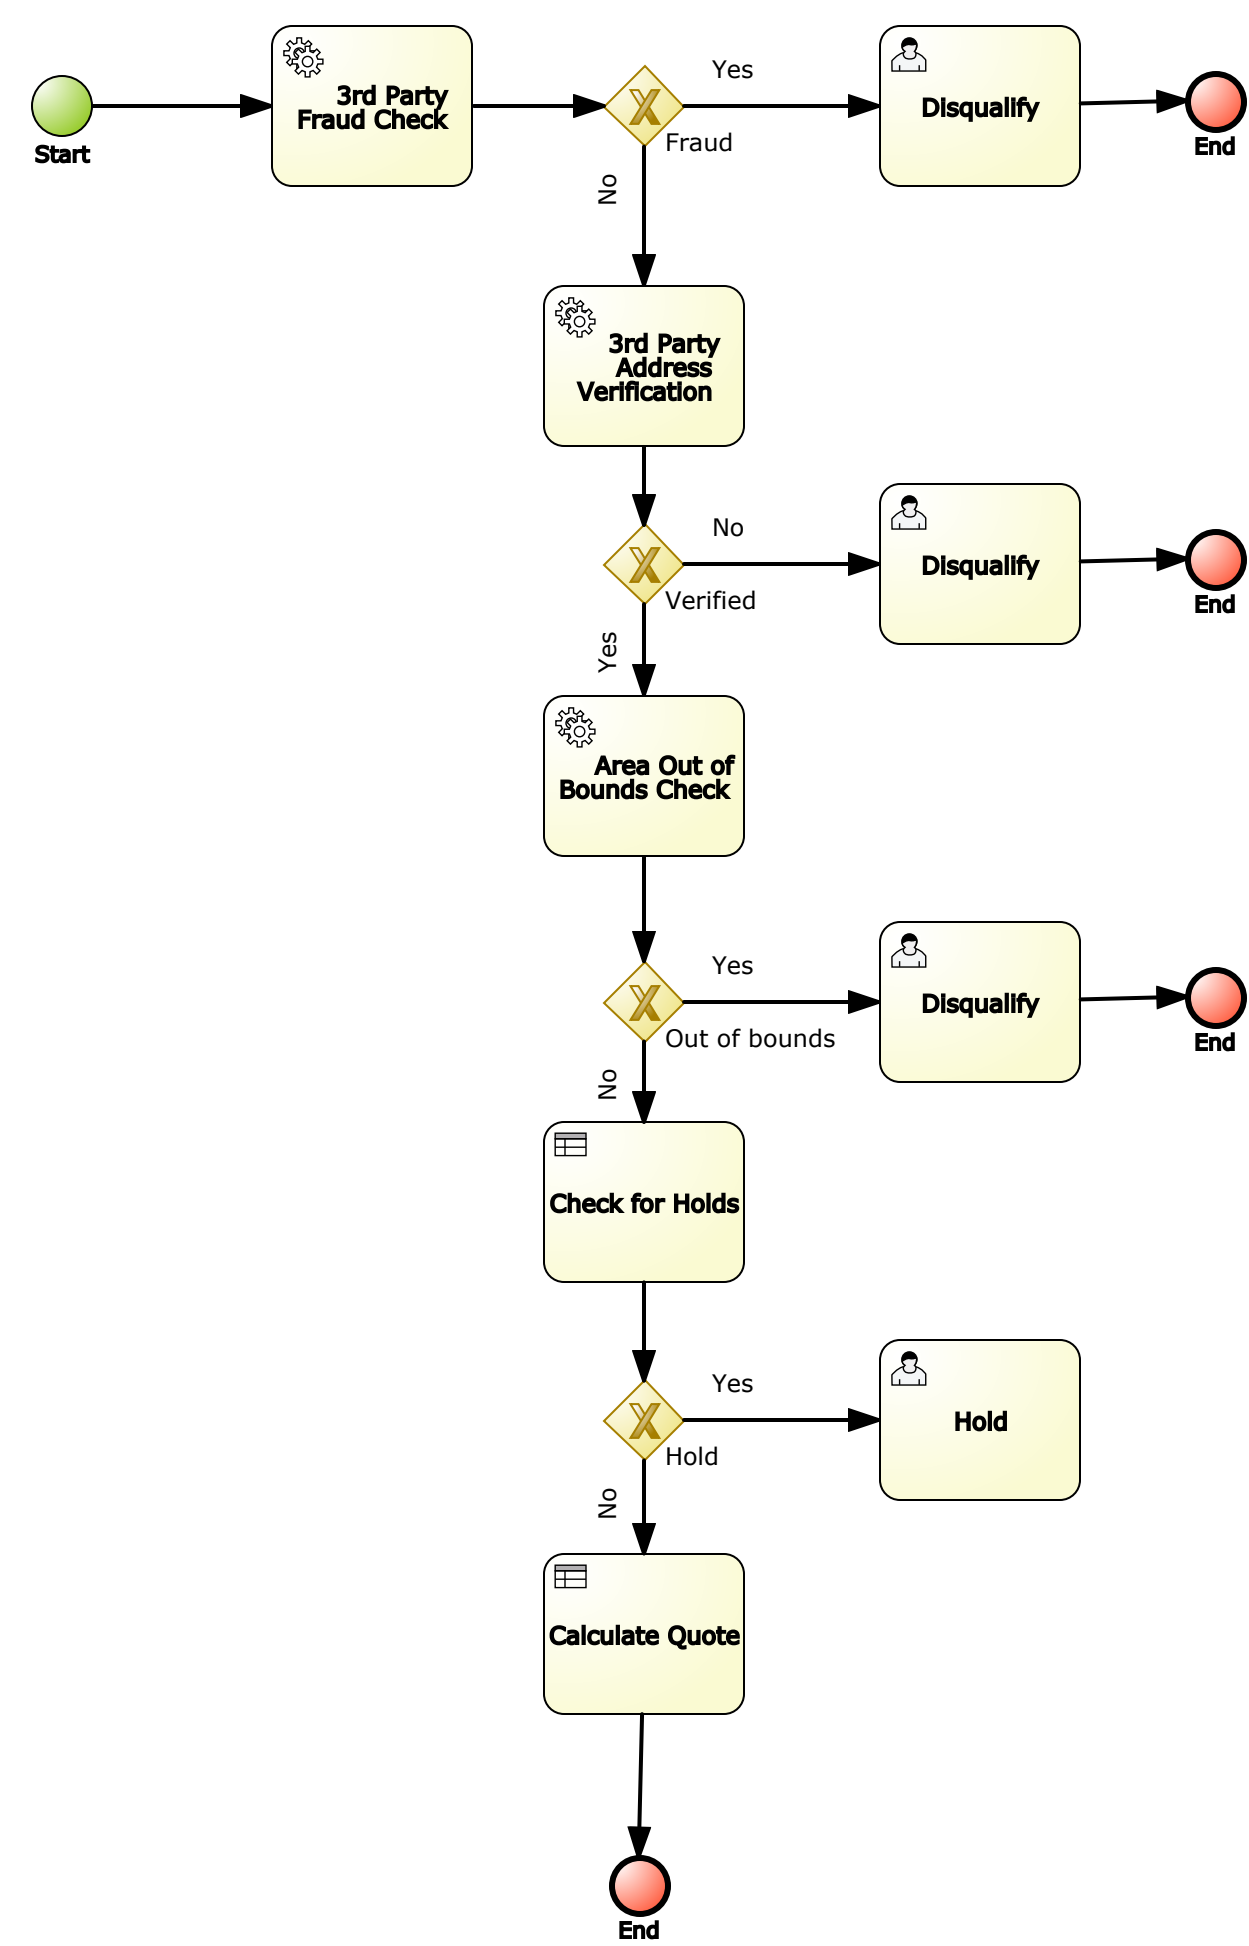 Start
3rd Party
Fraud Check
Yes
Fraud
No
Disqualify
End
3rd Party
Address
Verification
No
Verified
Yes
Disqualify
End
Area Out of
Bounds Check
Yes
Out of bounds
No
Disqualify
End
Check for Holds
Yes
Hold
No
Hold
Calculate Quote
End